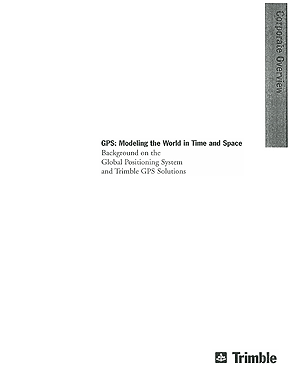 Corporate Overview
GPS: Modeling the World in Time and Space
Background on the
Global Positioning System
and Trimble GPS Solutions
Trimble